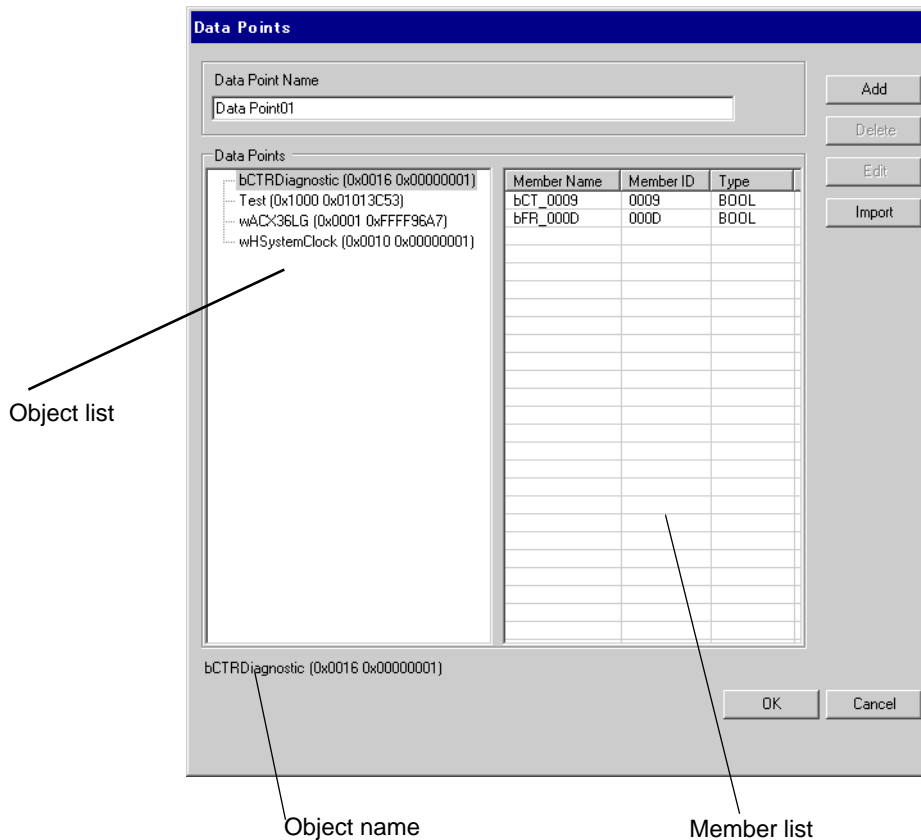 Data Points
Data Point Name
Data Point01
Add
Delete
Edit
Import
Data Points
bCTRDiagnostic (0x0016 0x00000001)
Test (0x1000 0x01013C53)
wACX36LG (0x0001 0xFFFF96A7)
wHSystemClock (0x0010 0x00000001)
Member Name Member ID Type
bCT_0009 0009 BOOL
bFR_000D 000D BOOL
Object list
bCTRDiagnostic (0x0016 0x00000001)
OK Cancel
Object name
Member list